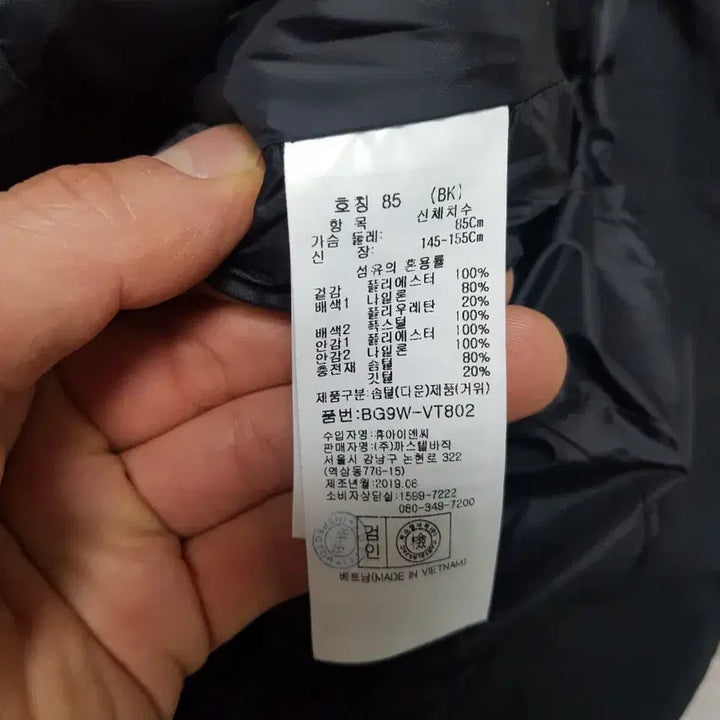 호칭 85 (BK)
항 목 신체치수
가슴 둘레: 85Cm
신 장: 145-155Cm
섬유의 혼용률
겉감 폴리에스터 100%
배색1 나일론 80%
폴리우레탄 20%
배색2 폭스털 100%
안감1 폴리에스터 100%
안감2 나일론 100%
충전재 솜털 80%
깃털 20%
제품구분:솜털(다운)제품(거위)
품번:BG9W-VT802
수입자명:휴아이앤씨
판매자명:(주)까스텔바작
서울시 강남구 논현로 322
(역삼동776-15)
제조년월:2019.08
소비자상담실:1599-7222
080-349-7200
검인
檢
베트남(MADE IN VIETNAM)